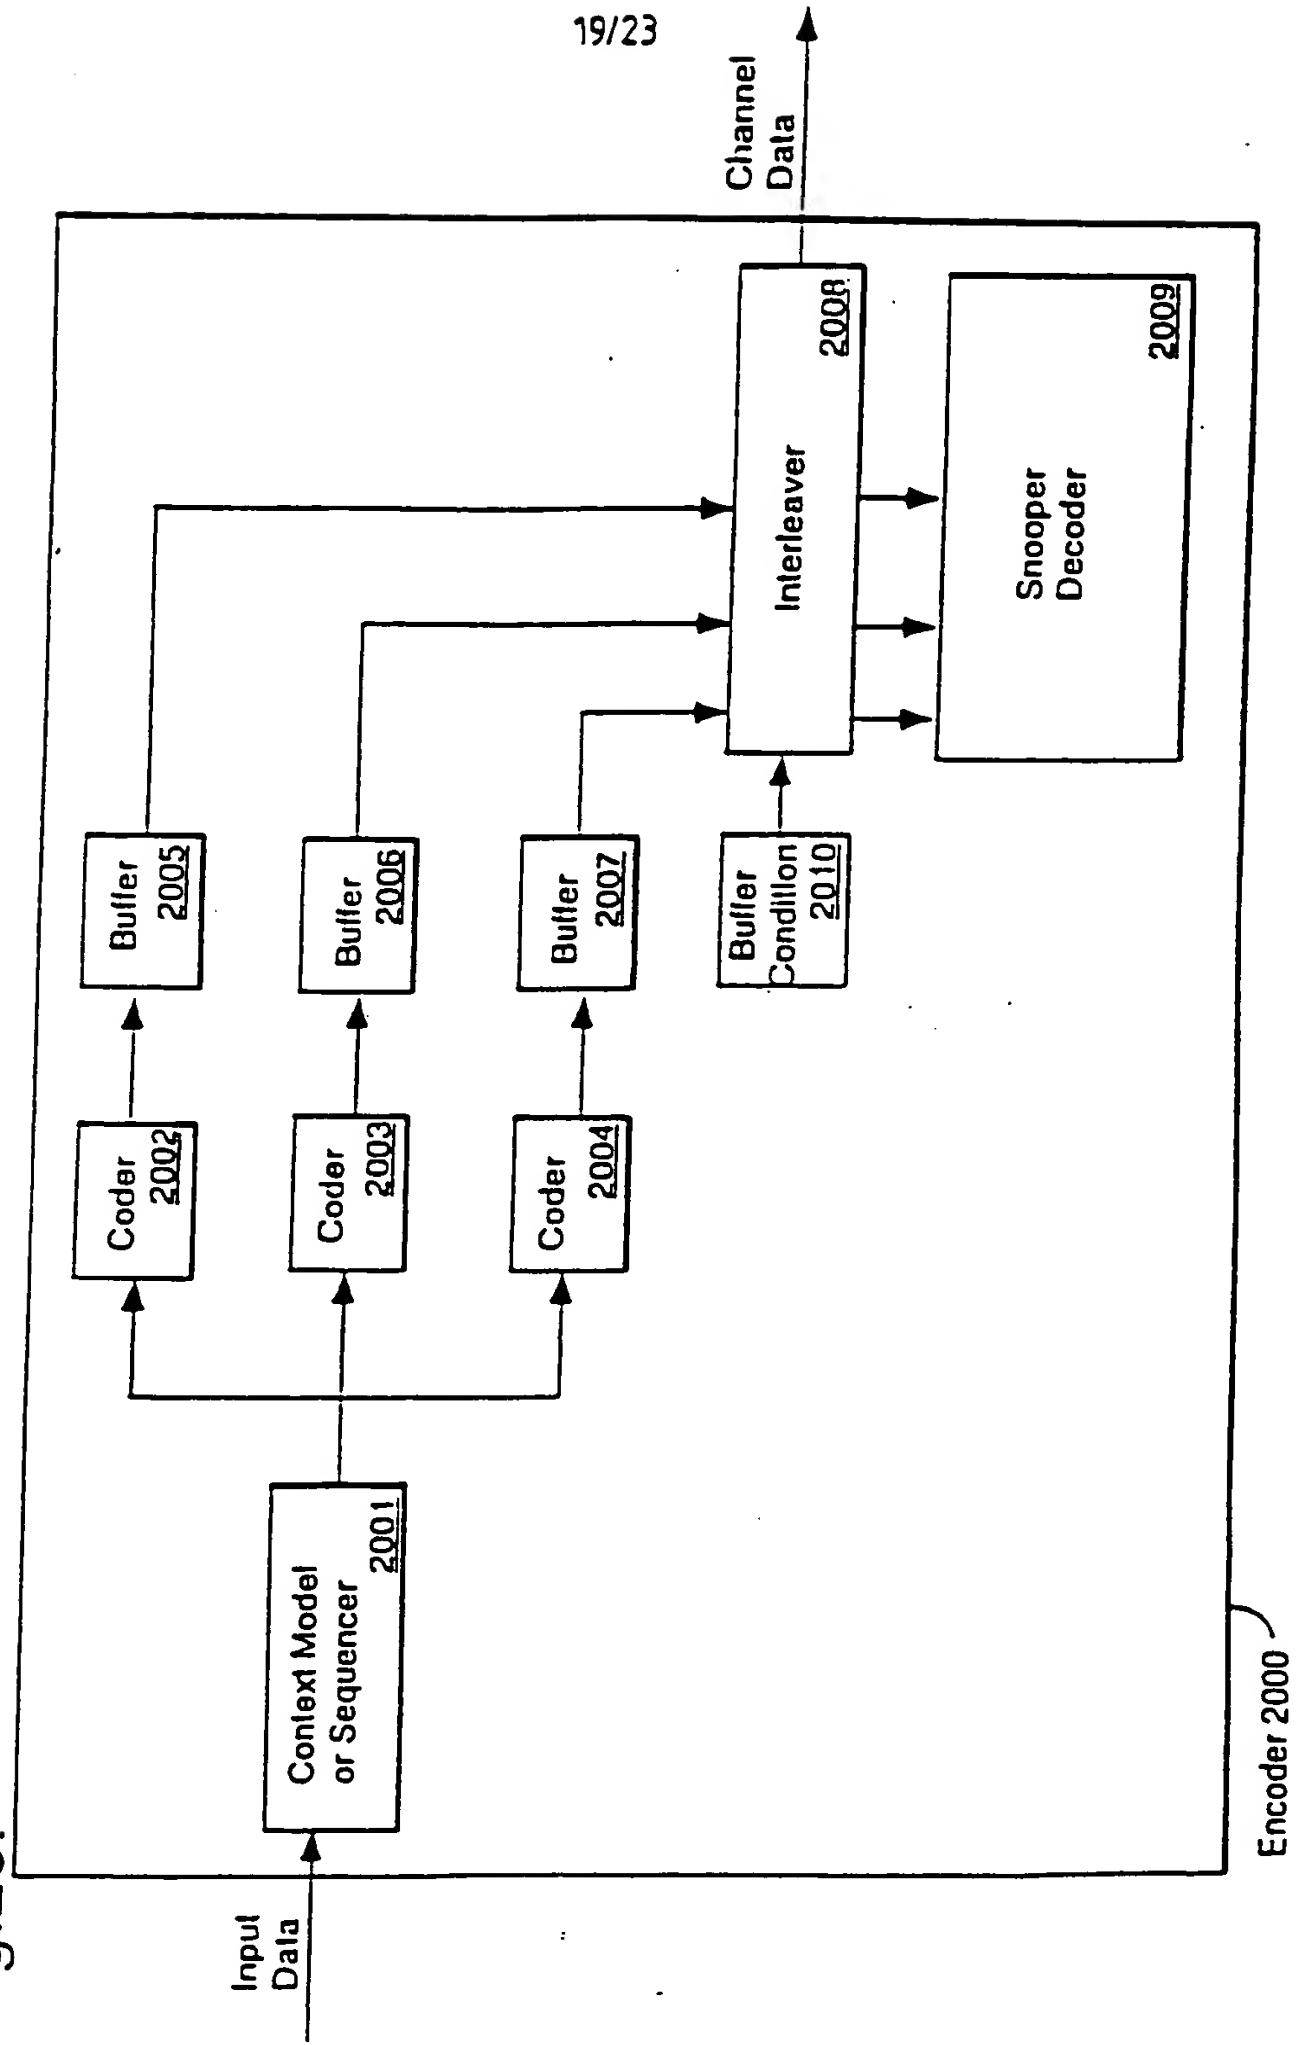 19/23
Input
Data
Context Model
or Sequencer
2001
Coder
2002
Coder
2003
Coder
2004
Buffer
2005
Buffer
2006
Buffer
2007
Buffer
Condition
2010
Interleaver
2008
Snooper
Decoder
2009
Channel
Data
Encoder 2000